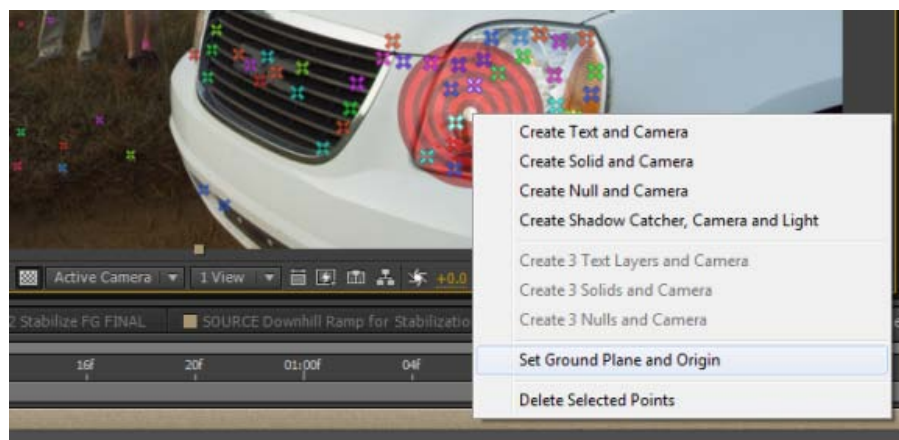 Create Text and Camera
Create Solid and Camera
Create Null and Camera
Create Shadow Catcher, Camera and Light
Create 3 Text Layers and Camera
Create 3 Solids and Camera
Create 3 Nulls and Camera
Set Ground Plane and Origin
Delete Selected Points
Active Camera 1 View +0.0
2 Stabilize FG FINAL SOURCE Downhill Ramp for Stabilizatio
16f 20f 01:00f 04f